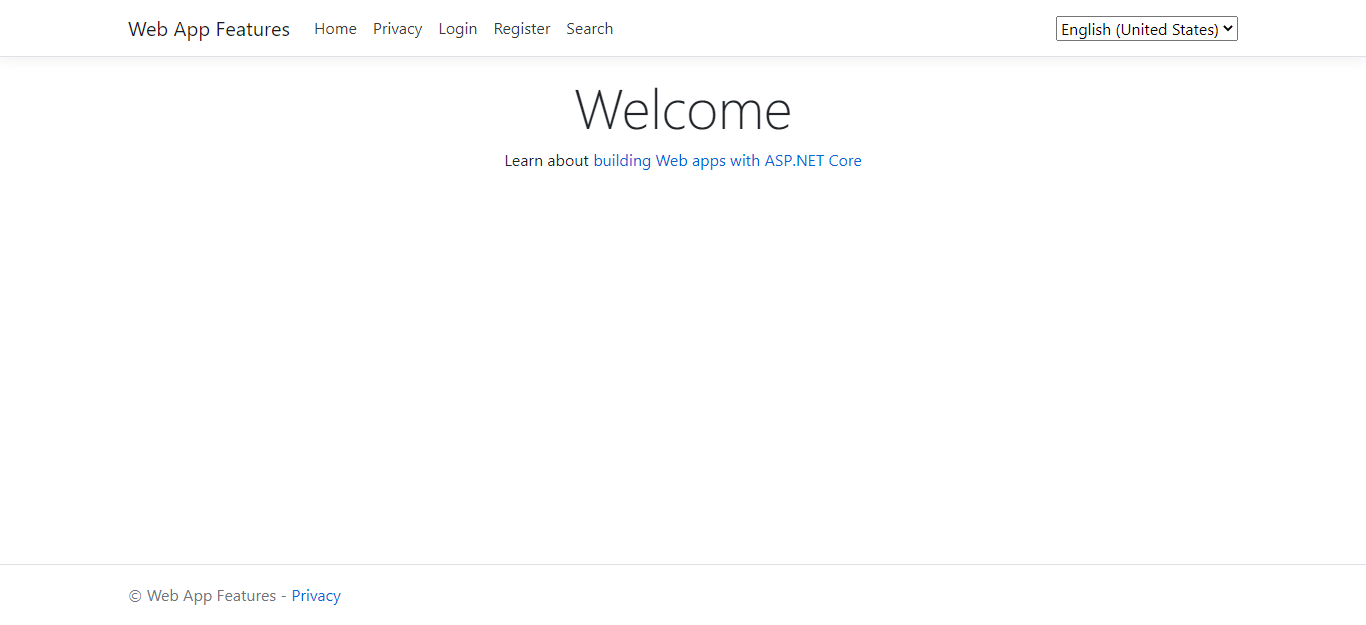 Web App Features Home Privacy Login Register Search English (United States)
Welcome
Learn about building Web apps with ASP.NET Core
© Web App Features - Privacy